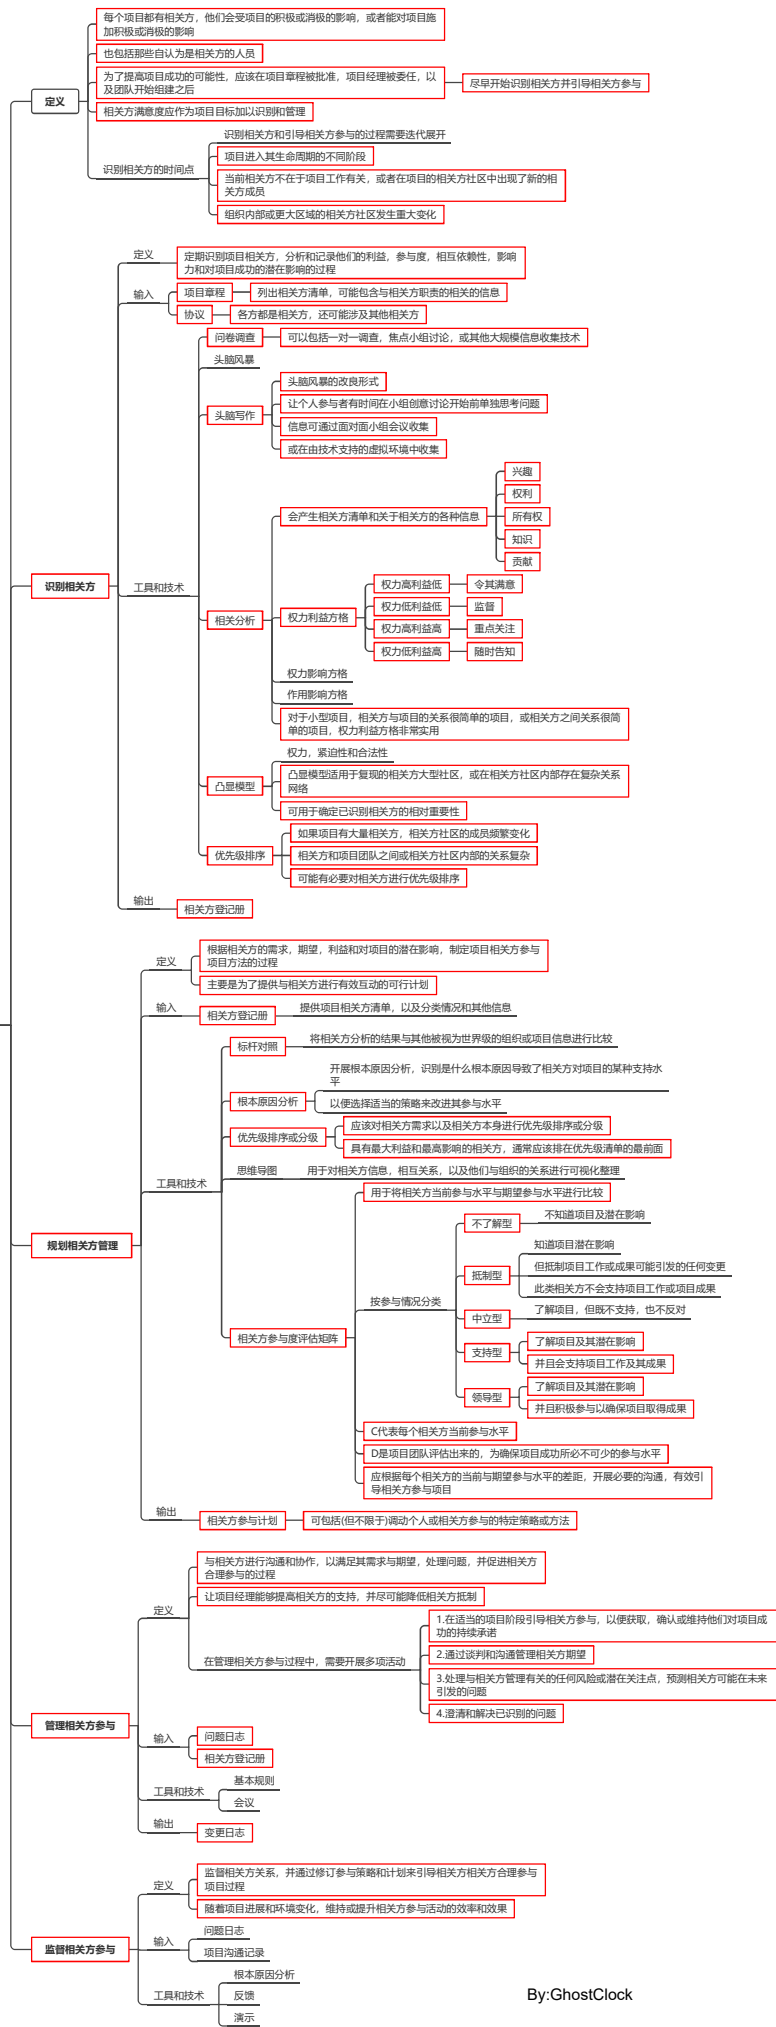 每个项目都有相关方，他们会受项目的积极或消极的影响，或者能对项目施
加积极或消极的影响
也包括那些自认为是相关方的人员
为了提高项目成功的可能性，应该在项目章程被批准，项目经理被委任，以
及团队开始组建之后
尽早开始识别相关方并引导相关方参与
定义
相关方满意度应作为项目目标加以识别和管理
识别相关方和引导相关方参与的过程需要迭代展开
项目进入其生命周期的不同阶段
识别相关方的时间点
当前相关方不在于项目工作有关，或者在项目的相关方社区中出现了新的相
关方成员
组织内部或更大区域的相关方社区发生重大变化
定义
定期识别项目相关方，分析和记录他们的利益，参与度，相互依赖性，影响
力和对项目成功的潜在影响的过程
输入
项目章程
列出相关方清单，可能包含与相关方职责的相关的信息
协议
各方都是相关方，还可能涉及其他相关方
问卷调查
可以包括一对一调查，焦点小组讨论，或其他大规模信息收集技术
头脑风暴
头脑风暴的改良形式
让个人参与者有时间在小组创意讨论开始前单独思考问题
头脑写作
信息可通过面对面小组会议收集
或在由技术支持的虚拟环境中收集
兴趣
权利
会产生相关方清单和关于相关方的各种信息
所有权
知识
贡献
识别相关方
工具和技术
权力高利益低
令其满意
权力低利益低
监督
相关分析
权力利益方格
权力高利益高
重点关注
权力低利益高
随时告知
权力影响方格
作用影响方格
对于小型项目，相关方与项目的关系很简单的项目，或相关方之间关系很简
单的项目，权力利益方格非常实用
权力，紧迫性和合法性
凸显模型
凸显模型适用于复现的相关方大型社区，或在相关方社区内部存在复杂关系
网络
可用于确定已识别相关方的相对重要性
如果项目有大量相关方，相关方社区的成员频繁变化
优先级排序
相关方和项目团队之间或相关方社区内部的关系复杂
可能有必要对相关方进行优先级排序
输出
相关方登记册
定义
根据相关方的需求，期望，利益和对项目的潜在影响，制定项目相关方参与
项目方法的过程
主要是为了提供与相关方进行有效互动的可行计划
输入
相关方登记册
提供项目相关方清单，以及分类情况和其他信息
标杆对照
将相关方分析的结果与其他被视为世界级的组织或项目信息进行比较
开展根本原因分析，识别是什么根本原因导致了相关方对项目的某种支持水
平
根本原因分析
以便选择适当的策略来改进其参与水平
应该对相关方需求以及相关方本身进行优先级排序或分级
优先级排序或分级
具有最大利益和最高影响的相关方，通常应该排在优先级清单的最前面
思维导图
用于对相关方信息，相互关系，以及他们与组织的关系进行可视化整理
工具和技术
用于将相关方当前参与水平与期望参与水平进行比较
不了解型
不知道项目及潜在影响
规划相关方管理
知道项目潜在影响
抵制型
但抵制项目工作或成果可能引发的任何变更
此类相关方不会支持项目工作或项目成果
按参与情况分类
中立型
了解项目，但既不支持，也不反对
相关方参与度评估矩阵
了解项目及其潜在影响
支持型
并且会支持项目工作及其成果
了解项目及其潜在影响
领导型
并且积极参与以确保项目取得成果
C代表每个相关方当前参与水平
D是项目团队评估出来的，为确保项目成功所必不可少的参与水平
应根据每个相关方的当前与期望参与水平的差距，开展必要的沟通，有效引
导相关方参与项目
输出
相关方参与计划
可包括(但不限于)调动个人或相关方参与的特定策略或方法
与相关方进行沟通和协作，以满足其需求与期望，处理问题，并促进相关方
合理参与的过程
让项目经理能够提高相关方的支持，并尽可能降低相关方抵制
定义
1.在适当的项目阶段引导相关方参与，以便获取，确认或维持他们对项目成
功的持续承诺
2.通过谈判和沟通管理相关方期望
在管理相关方参与过程中，需要开展多项活动
3.处理与相关方管理有关的任何风险或潜在关注点，预测相关方可能在未来
引发的问题
4.澄清和解决已识别的问题
管理相关方参与
输入
问题日志
相关方登记册
工具和技术
基本规则
会议
输出
变更日志
监督相关方关系，并通过修订参与策略和计划来引导相关方相关方合理参与
项目过程
定义
随着项目进展和环境变化，维持或提升相关方参与活动的效率和效果
监督相关方参与
输入
问题日志
项目沟通记录
工具和技术
根本原因分析
反馈
演示
By:GhostClock